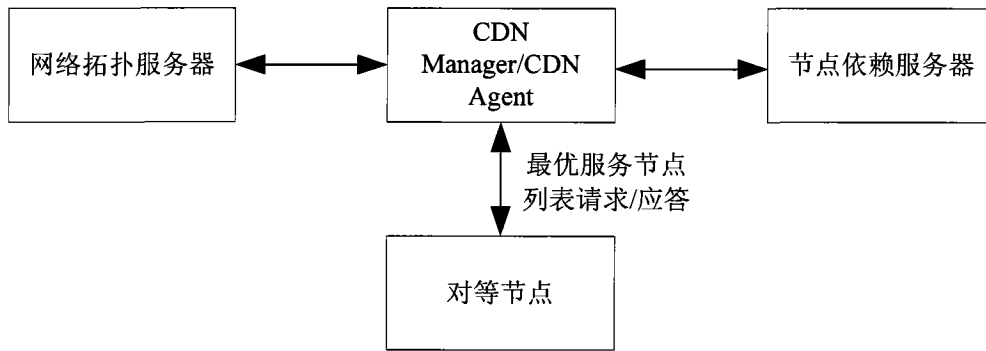 网络拓扑服务器
CDN
Manager/CDN
Agent
节点依赖服务器
最优服务节点
列表请求/应答
对等节点